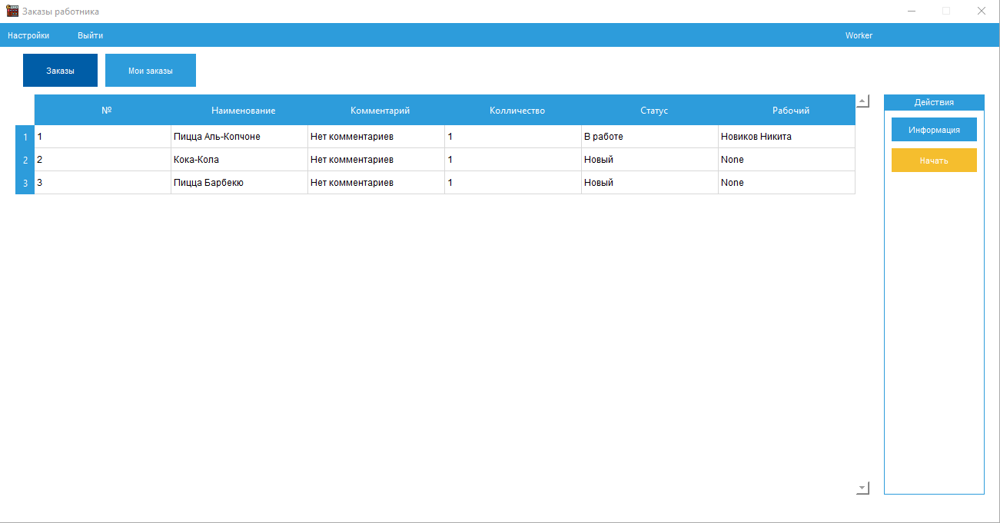 Заказы работника
Настройки Выйти Worker
Заказы Мои заказы
№ Наименование Комментарий Колличество Статус Рабочий
1 1 Пицца Аль-Копчоне Нет комментариев 1 В работе Новиков Никита
2 2 Кока-Кола Нет комментариев 1 Новый None
3 3 Пицца Барбекю Нет комментариев 1 Новый None
Действия
Информация
Начать